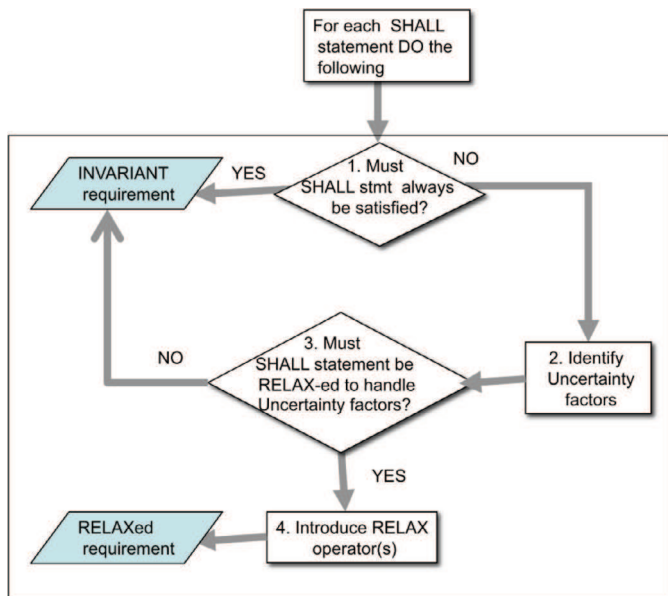 For each SHALL
statement DO the
following
INVARIANT
requirement
YES
1. Must
SHALL stmt always
be satisfied?
NO
NO
3. Must
SHALL statement be
RELAX-ed to handle
Uncertainty factors?
2. Identify
Uncertainty
factors
YES
RELAXed
requirement
4. Introduce RELAX
operator(s)